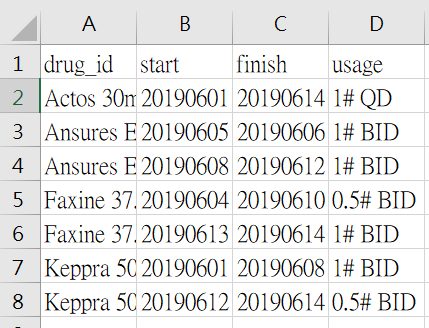 A B C D
1 drug_id start finish usage
2 Actos 30m 20190601 20190614 1# QD
3 Ansures E 20190605 20190606 1# BID
4 Ansures E 20190608 20190612 1# BID
5 Faxine 37. 20190604 20190610 0.5# BID
6 Faxine 37. 20190613 20190614 1# BID
7 Keppra 50 20190601 20190608 1# BID
8 Keppra 50 20190612 20190614 0.5# BID